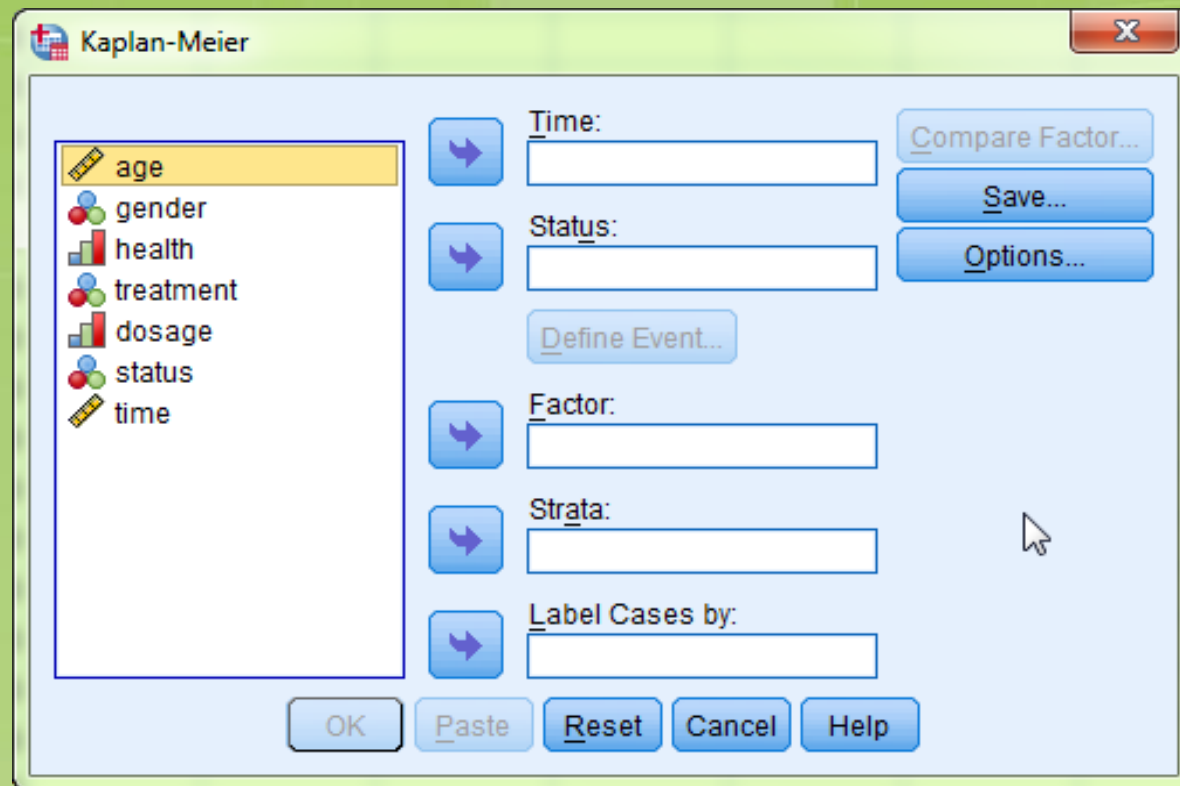 Kaplan-Meier
age
gender
health
treatment
dosage
status
time
Time:
Status:
Define Event...
Factor:
Strata:
Label Cases by:
Compare Factor...
Save...
Options...
OK Paste Reset Cancel Help